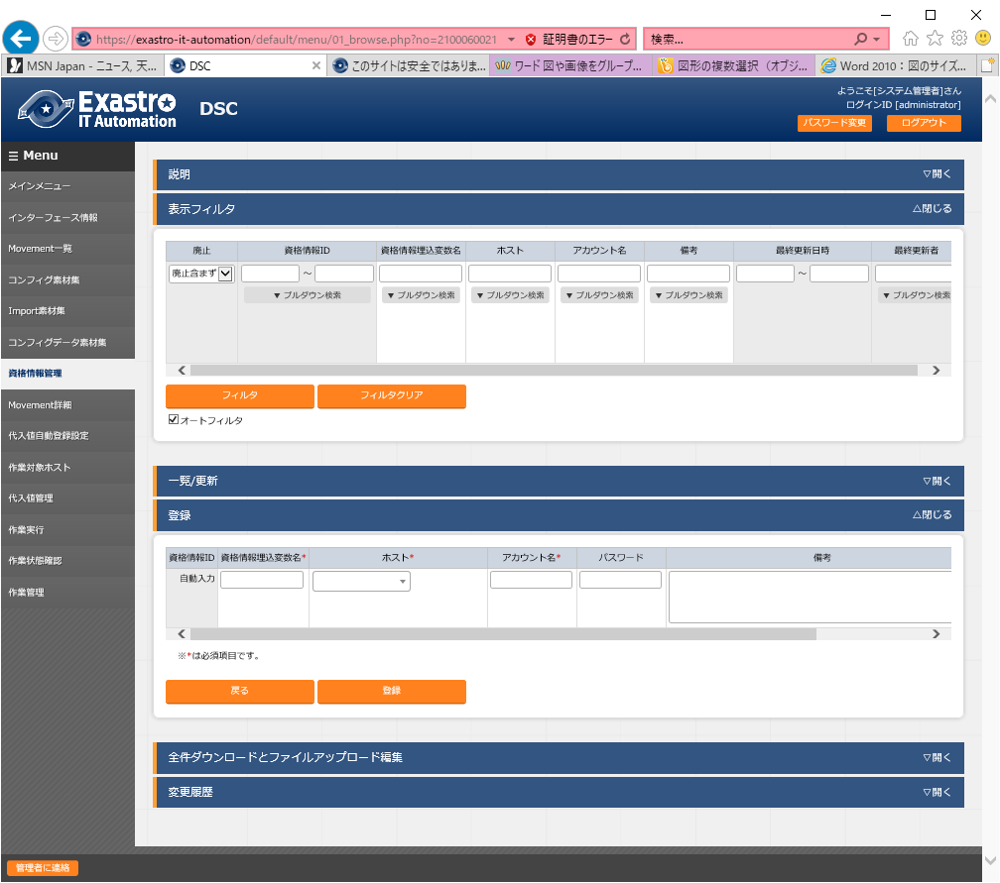 https://exastro-it-automation/default/menu/01_browse.php?no=2100060021
証明書のエラー
検索...
MSN Japan - ニュース, 天...
DSC
このサイトは安全ではありま...
ワード 図や画像をグループ...
図形の複数選択（オブジ...
Word 2010：図のサイズ...
Exastro
IT Automation
DSC
ようこそ[システム管理者]さん
ログインID [administrator]
パスワード変更
ログアウト
☰ Menu
メインメニュー
インターフェース情報
Movement一覧
コンフィグ素材集
Import素材集
コンフィグデータ素材集
資格情報管理
Movement詳細
代入値自動登録設定
作業対象ホスト
代入値管理
作業実行
作業状態確認
作業管理
説明
▽開く
表示フィルタ
△閉じる
廃止 資格情報ID 資格情報埋込変数名 ホスト アカウント名 備考 最終更新日時 最終更新者
廃止含まず ～ ～
▼プルダウン検索 ▼プルダウン検索 ▼プルダウン検索 ▼プルダウン検索 ▼プルダウン検索 ▼プルダウン検索
フィルタ
フィルタクリア
オートフィルタ
一覧/更新
▽開く
登録
△閉じる
資格情報ID 資格情報埋込変数名* ホスト* アカウント名* パスワード 備考
自動入力
※*は必須項目です。
戻る
登録
全件ダウンロードとファイルアップロード編集
▽開く
変更履歴
▽開く
管理者に連絡